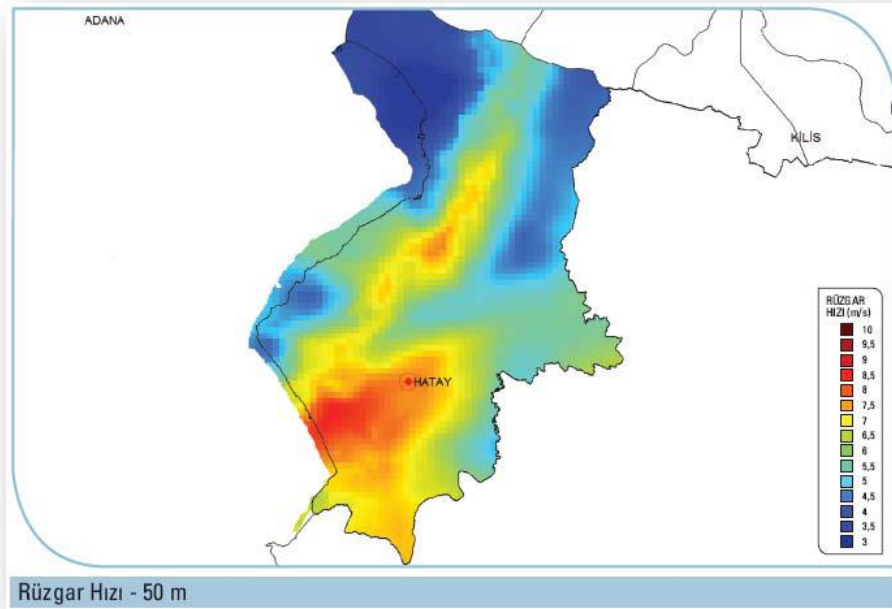 ADANA
KİLİS
HATAY
RÜZGAR
HIZI (m/s)
10
9,5
9
8,5
8
7,5
7
6,5
6
5,5
5
4,5
4
3,5
3
Rüzgar Hızı - 50 m